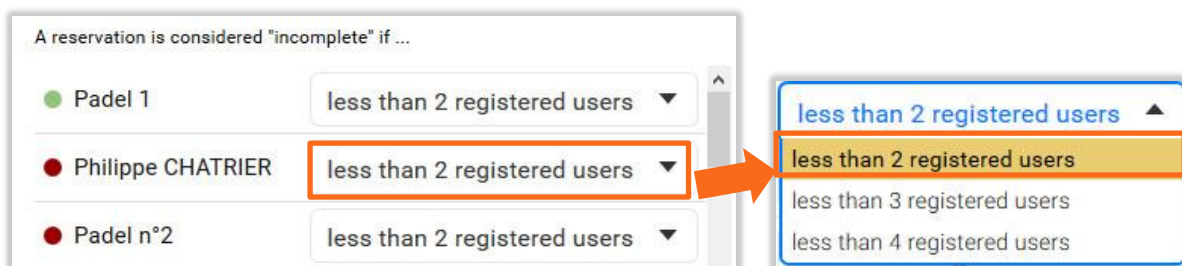 A reservation is considered "incomplete" if ...
Padel 1
less than 2 registered users
Philippe CHATRIER
less than 2 registered users
Padel n°2
less than 2 registered users
less than 2 registered users
less than 2 registered users
less than 3 registered users
less than 4 registered users